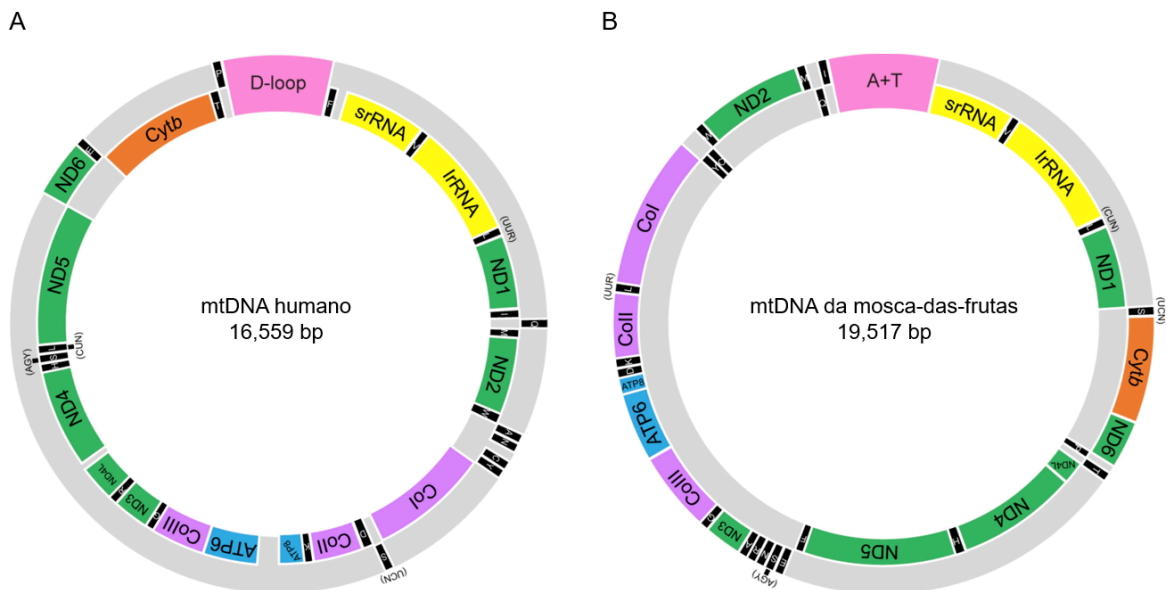 A
D-loop
P
T
F
Cytb
srRNA
V
lrRNA
L
(UUR)
ND1
I
Q
M
ND2
W
A
N
C
Y
CoI
S
(UCN)
D
CoII
K
ATP8
ATP6
CoIII
G
ND3
R
ND4L
ND4
H
S
(AGY)
L
(CUN)
ND5
ND6
E
mtDNA humano
16,559 bp
B
A+T
I
Q
M
ND2
W
C
Y
CoI
L
(UUR)
CoII
K
D
ATP8
ATP6
CoIII
G
ND3
A
R
N
S
(AGY)
E
F
ND5
H
ND4
ND4L
T
P
ND6
Cytb
S
(UCN)
ND1
L
(CUN)
lrRNA
V
srRNA
mtDNA da mosca-das-frutas
19,517 bp